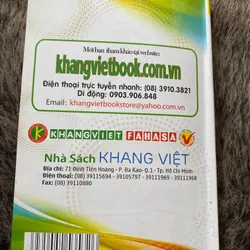 Mời bạn tham khảo tại website:
khangvietbook.com.vn
Điện thoại trực tuyến nhanh: (08) 3910.3821
Di động: 0903.906.848
Email: khangvietbookstore@yahoo.com.vn
K KHANGVIET FAHASA
Nhà Sách KHANG VIỆT
Địa chỉ: 71 Đinh Tiên Hoàng - P. Đa Kao-Q.1 - Tp. Hồ Chí Minh
Điện thoại: (08) 39115694 - 39105797 - 39111969 - 39111968
Fax: (08) 39110880